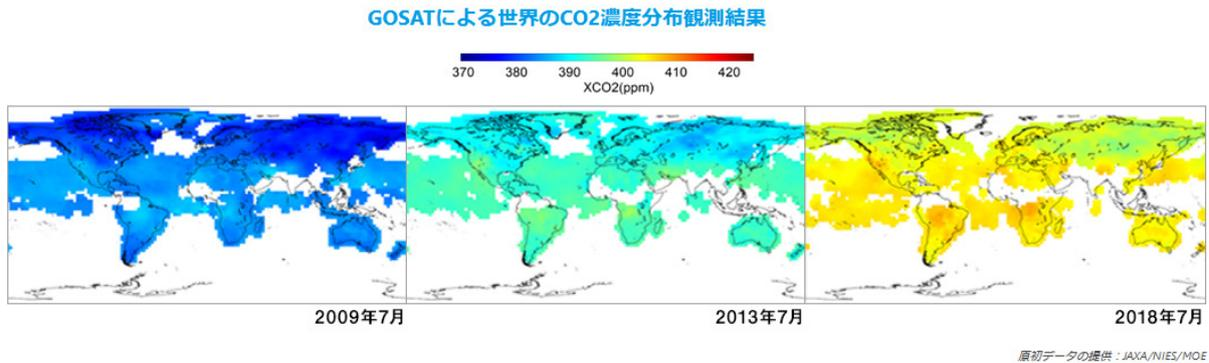 GOSATによる世界のCO2濃度分布観測結果
370 380 390 400 410 420
XCO2(ppm)
2009年7月 2013年7月 2018年7月
原初データの提供：JAXA/NIES/MOE